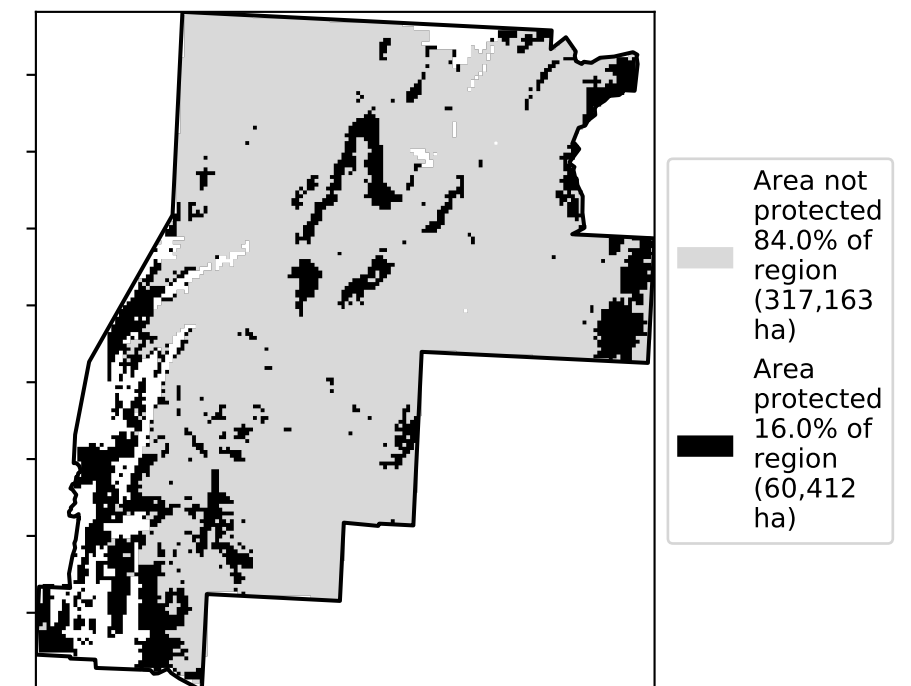 Area not
protected
84.0% of
region
(317,163
ha)
Area
protected
16.0% of
region
(60,412
ha)